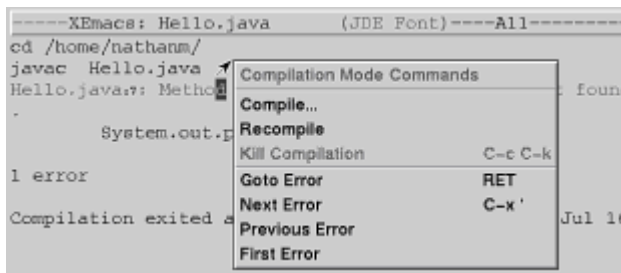 -----XEmacs: Hello.java (JDE Font)----All---------
cd /home/nathanm/
javac Hello.java
Hello.java:7: Method : foun
.
System.out.p
1 error
Compilation exited a Jul 16
Compilation Mode Commands
Compile...
Recompile
Kill Compilation C-c C-k
Goto Error RET
Next Error C-x '
Previous Error
First Error